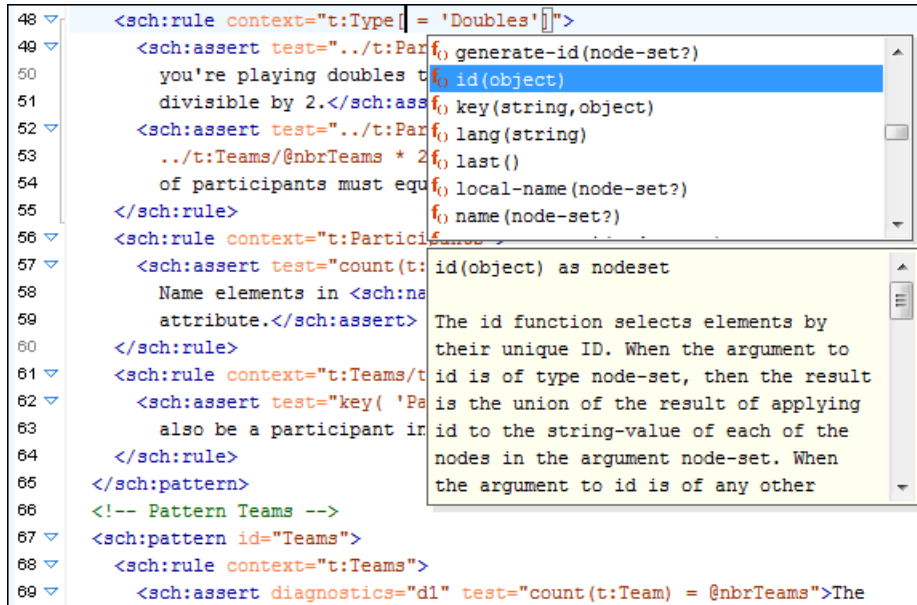 48 <sch:rule context="t:Type[ = 'Doubles']">
49 <sch:assert test="../t:Par
50 you're playing doubles t
51 divisible by 2.</sch:ass
52 <sch:assert test="../t:Par
53 ../t:Teams/@nbrTeams * 2
54 of participants must equ
55 </sch:rule>
56 <sch:rule context="t:Participants">
57 <sch:assert test="count(t:
58 Name elements in <sch:na
59 attribute.</sch:assert>
60 </sch:rule>
61 <sch:rule context="t:Teams/t
62 <sch:assert test="key( 'Pa
63 also be a participant in
64 </sch:rule>
65 </sch:pattern>
66 <!-- Pattern Teams -->
67 <sch:pattern id="Teams">
68 <sch:rule context="t:Teams">
69 <sch:assert diagnostics="d1" test="count(t:Team) = @nbrTeams">The
f() generate-id(node-set?)
f() id(object)
f() key(string,object)
f() lang(string)
f() last()
f() local-name(node-set?)
f() name(node-set?)
id(object) as nodeset
The id function selects elements by
their unique ID. When the argument to
id is of type node-set, then the result
is the union of the result of applying
id to the string-value of each of the
nodes in the argument node-set. When
the argument to id is of any other